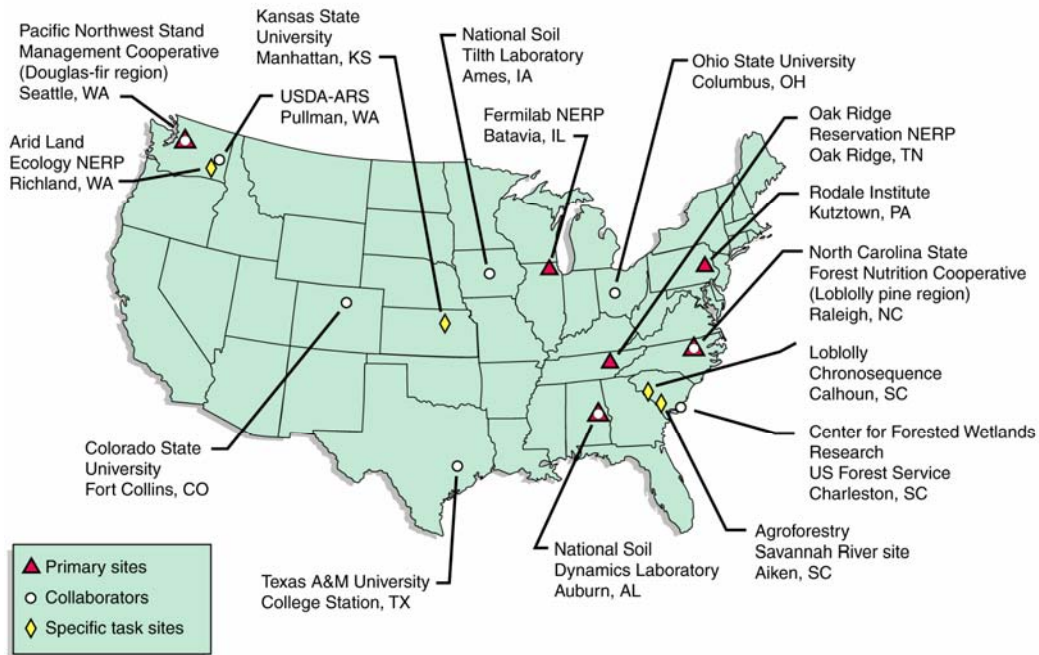 Pacific Northwest Stand
Management Cooperative
(Douglas-fir region)
Seattle, WA
Kansas State
University
Manhattan, KS
National Soil
Tilth Laboratory
Ames, IA
Ohio State University
Columbus, OH
USDA-ARS
Pullman, WA
Fermilab NERP
Batavia, IL
Oak Ridge
Reservation NERP
Oak Ridge, TN
Arid Land
Ecology NERP
Richland, WA
Rodale Institute
Kutztown, PA
North Carolina State
Forest Nutrition Cooperative
(Loblolly pine region)
Raleigh, NC
Loblolly
Chronosequence
Calhoun, SC
Center for Forested Wetlands
Research
US Forest Service
Charleston, SC
Colorado State
University
Fort Collins, CO
Agroforestry
Savannah River site
Aiken, SC
National Soil
Dynamics Laboratory
Auburn, AL
Texas A&M University
College Station, TX
Primary sites
Collaborators
Specific task sites